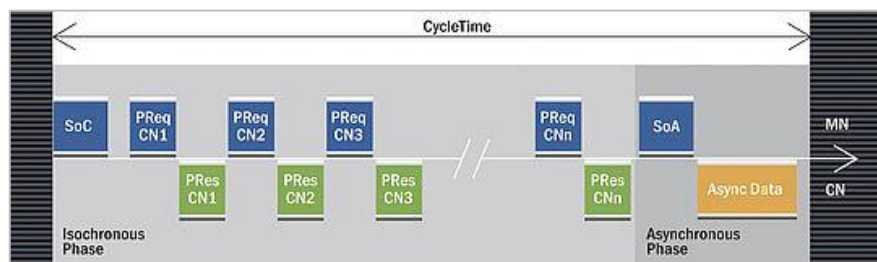 CycleTime
SoC
PReq
CN1
PReq
CN2
PReq
CN3
PReq
CNn
SoA
MN
PRes
CN1
PRes
CN2
PRes
CN3
PRes
CNn
Async Data
CN
Isochronous
Phase
Asynchronous
Phase